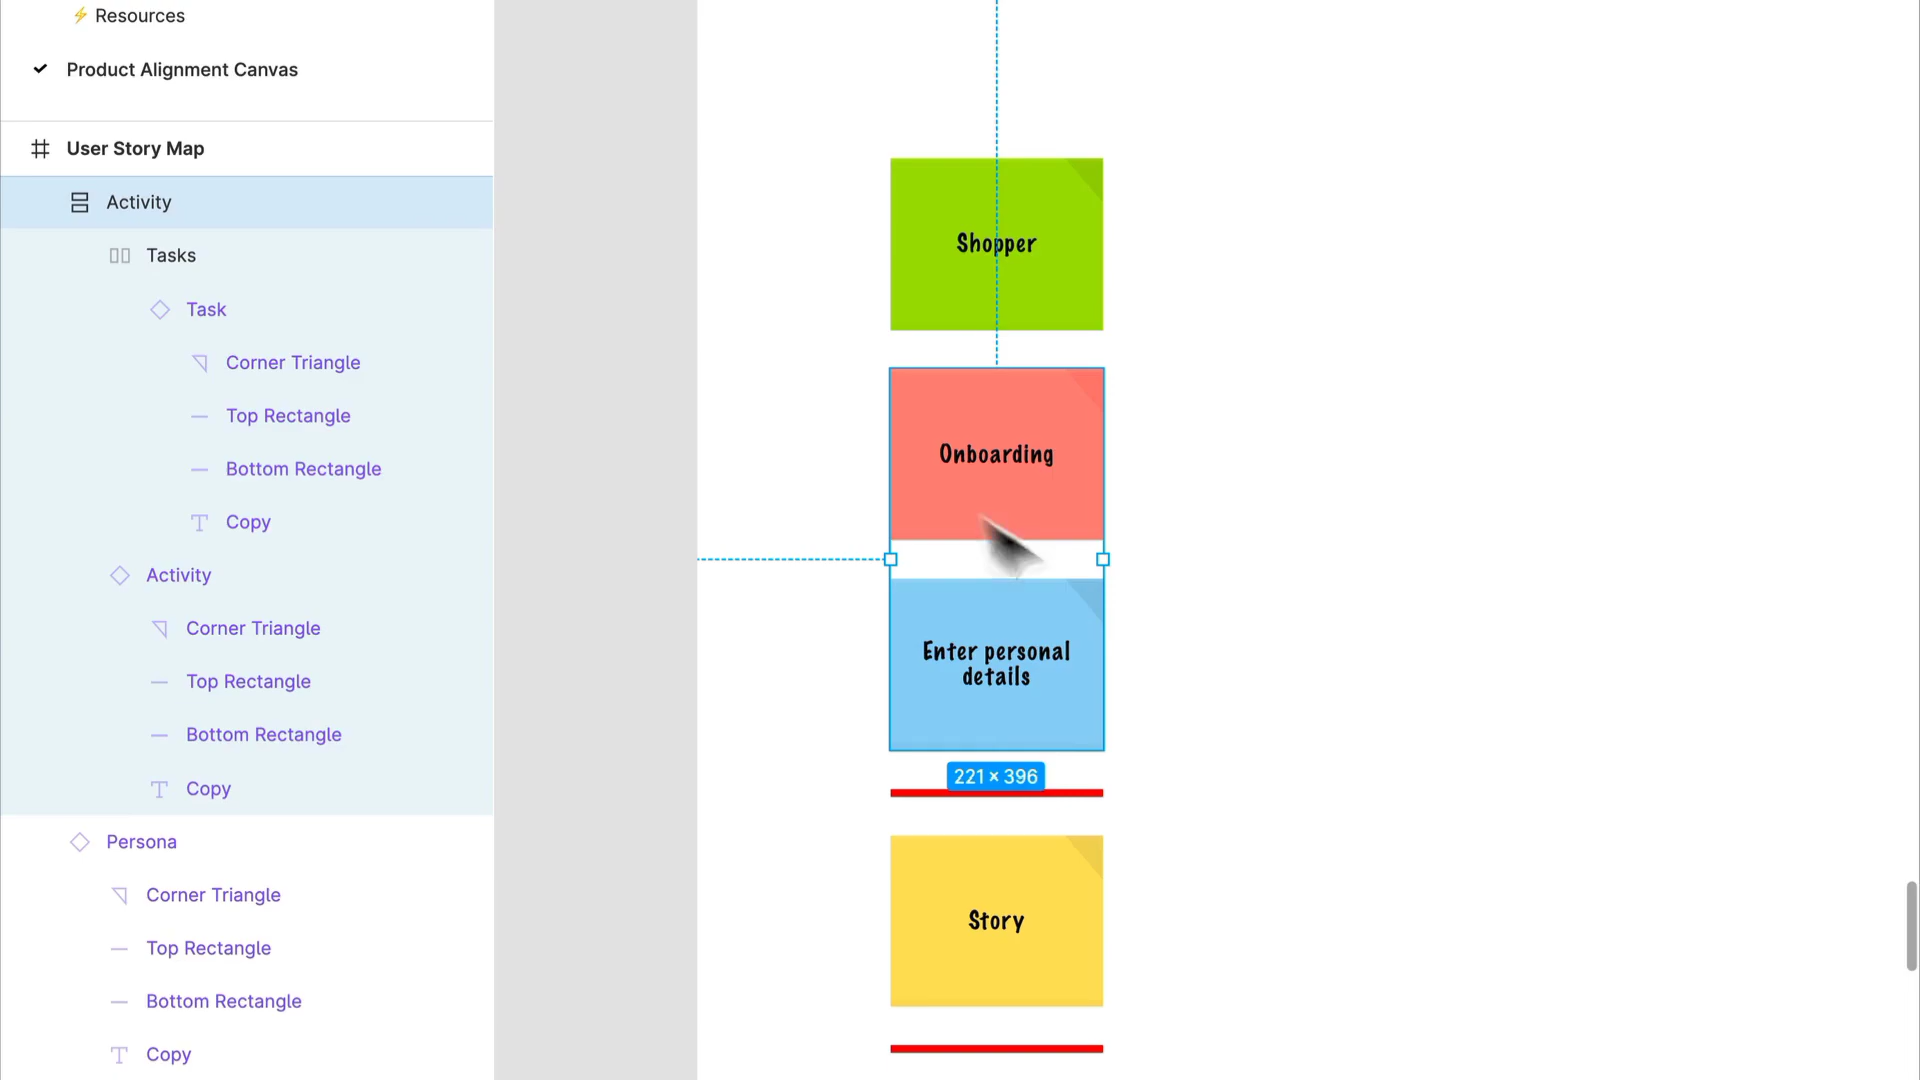 Resources
Product Alignment Canvas
User Story Map
Activity
Tasks
Task
Corner Triangle
Top Rectangle
Bottom Rectangle
Copy
Activity
Corner Triangle
Top Rectangle
Bottom Rectangle
Copy
Persona
Corner Triangle
Top Rectangle
Bottom Rectangle
Copy
Shopper
Onboarding
Enter personal
details
221 × 396
Story